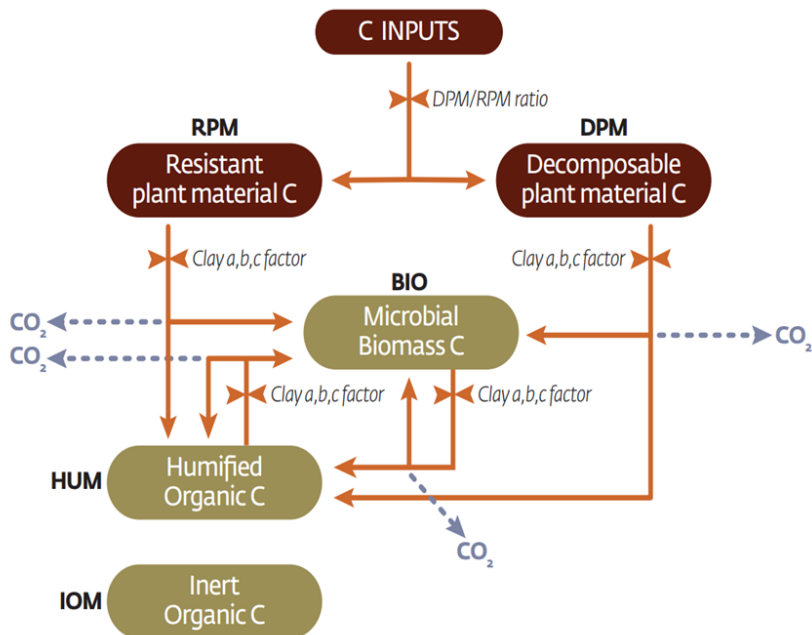 C INPUTS
DPM/RPM ratio
RPM
DPM
Resistant
plant material C
Decomposable
plant material C
Clay a,b,c factor
Clay a,b,c factor
BIO
Microbial
Biomass C
CO₂
CO₂
CO₂
Clay a,b,c factor
Clay a,b,c factor
HUM
Humified
Organic C
CO₂
IOM
Inert
Organic C